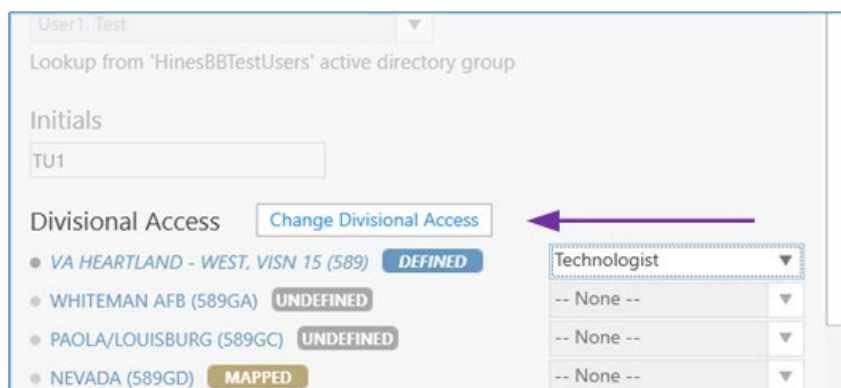 User1, Test
Lookup from 'HinesBBTestUsers' active directory group
Initials
TU1
Divisional Access Change Divisional Access
VA HEARTLAND - WEST, VISN 15 (589) DEFINED Technologist
WHITEMAN AFB (589GA) UNDEFINED -- None --
PAOLA/LOUISBURG (589GC) UNDEFINED -- None --
NEVADA (589GD) MAPPED -- None --